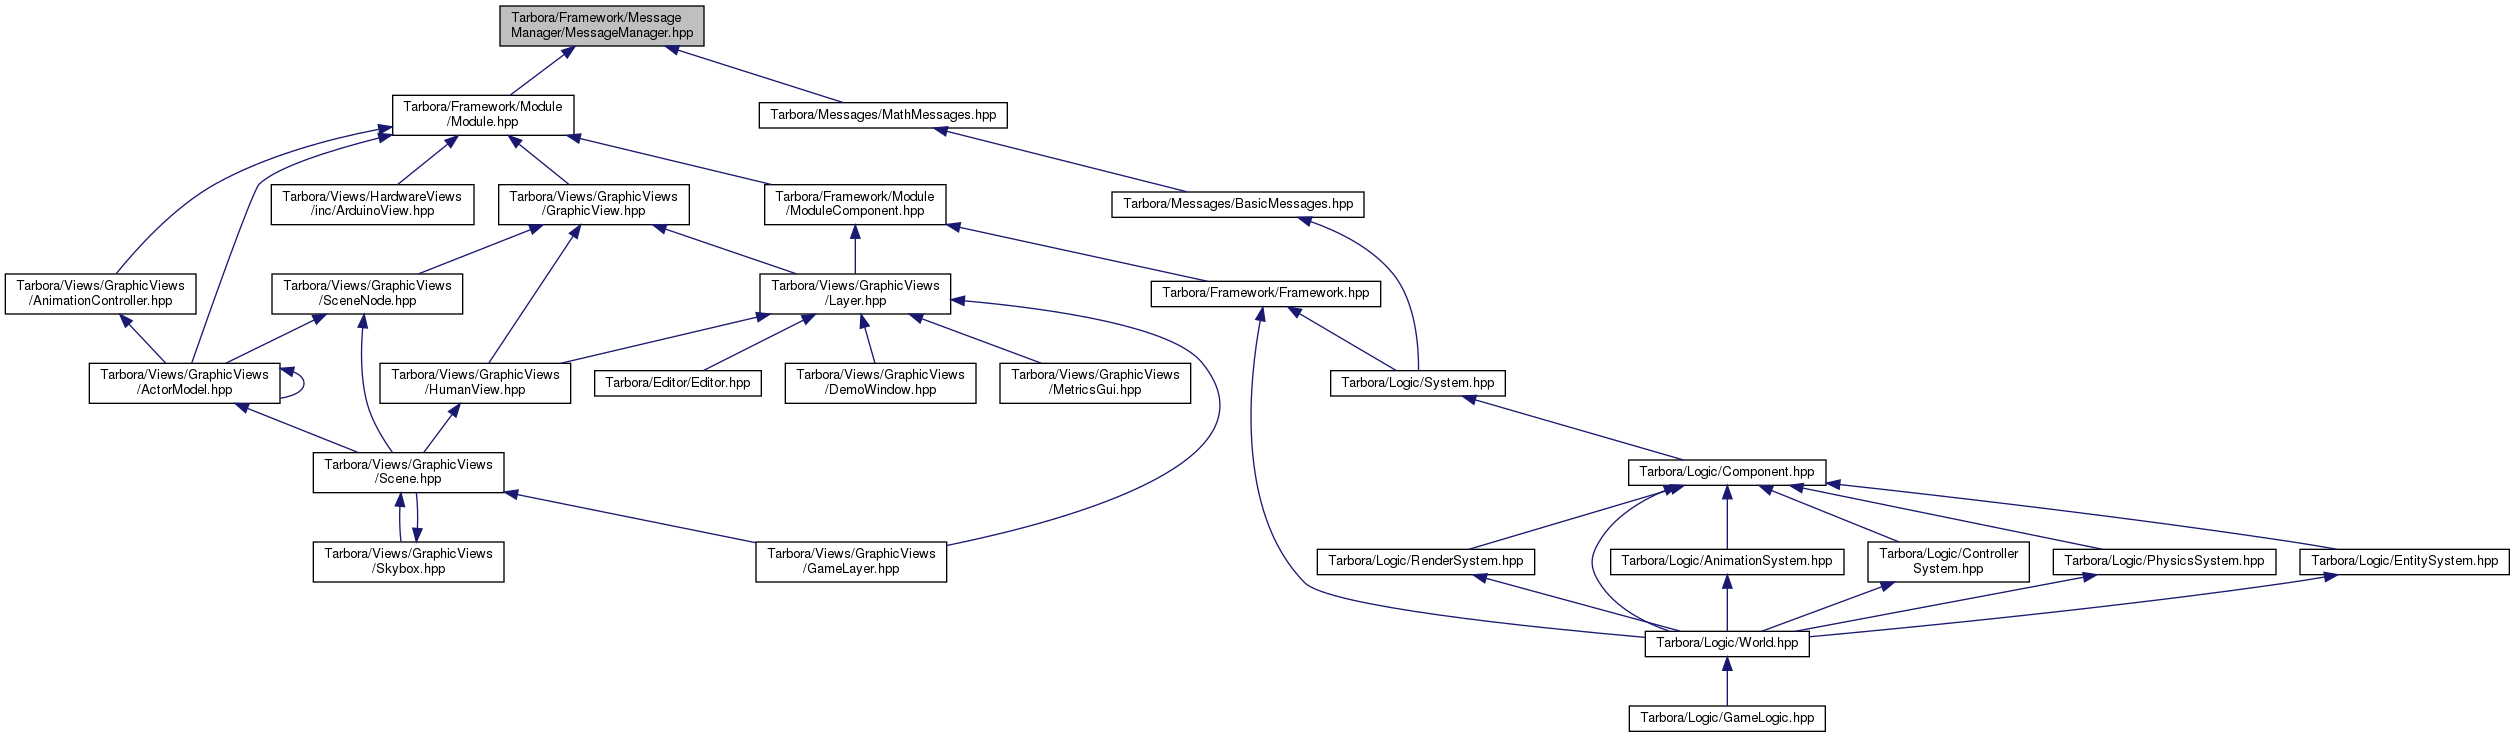 Tarbora/Framework/Message
Manager/MessageManager.hpp
Tarbora/Framework/Module
/Module.hpp
Tarbora/Messages/MathMessages.hpp
Tarbora/Views/HardwareViews
/inc/ArduinoView.hpp
Tarbora/Views/GraphicViews
/GraphicView.hpp
Tarbora/Framework/Module
/ModuleComponent.hpp
Tarbora/Messages/BasicMessages.hpp
Tarbora/Views/GraphicViews
/AnimationController.hpp
Tarbora/Views/GraphicViews
/SceneNode.hpp
Tarbora/Views/GraphicViews
/Layer.hpp
Tarbora/Framework/Framework.hpp
Tarbora/Views/GraphicViews
/ActorModel.hpp
Tarbora/Views/GraphicViews
/HumanView.hpp
Tarbora/Editor/Editor.hpp
Tarbora/Views/GraphicViews
/DemoWindow.hpp
Tarbora/Views/GraphicViews
/MetricsGui.hpp
Tarbora/Logic/System.hpp
Tarbora/Views/GraphicViews
/Scene.hpp
Tarbora/Logic/Component.hpp
Tarbora/Views/GraphicViews
/Skybox.hpp
Tarbora/Views/GraphicViews
/GameLayer.hpp
Tarbora/Logic/RenderSystem.hpp
Tarbora/Logic/AnimationSystem.hpp
Tarbora/Logic/Controller
System.hpp
Tarbora/Logic/PhysicsSystem.hpp
Tarbora/Logic/EntitySystem.hpp
Tarbora/Logic/World.hpp
Tarbora/Logic/GameLogic.hpp